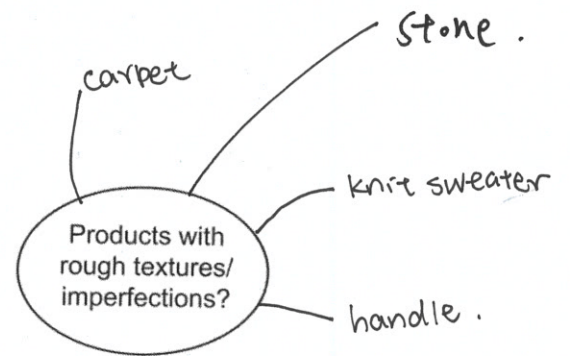 stone.
carpet
knit sweater
Products with
rough textures/
imperfections?
handle.